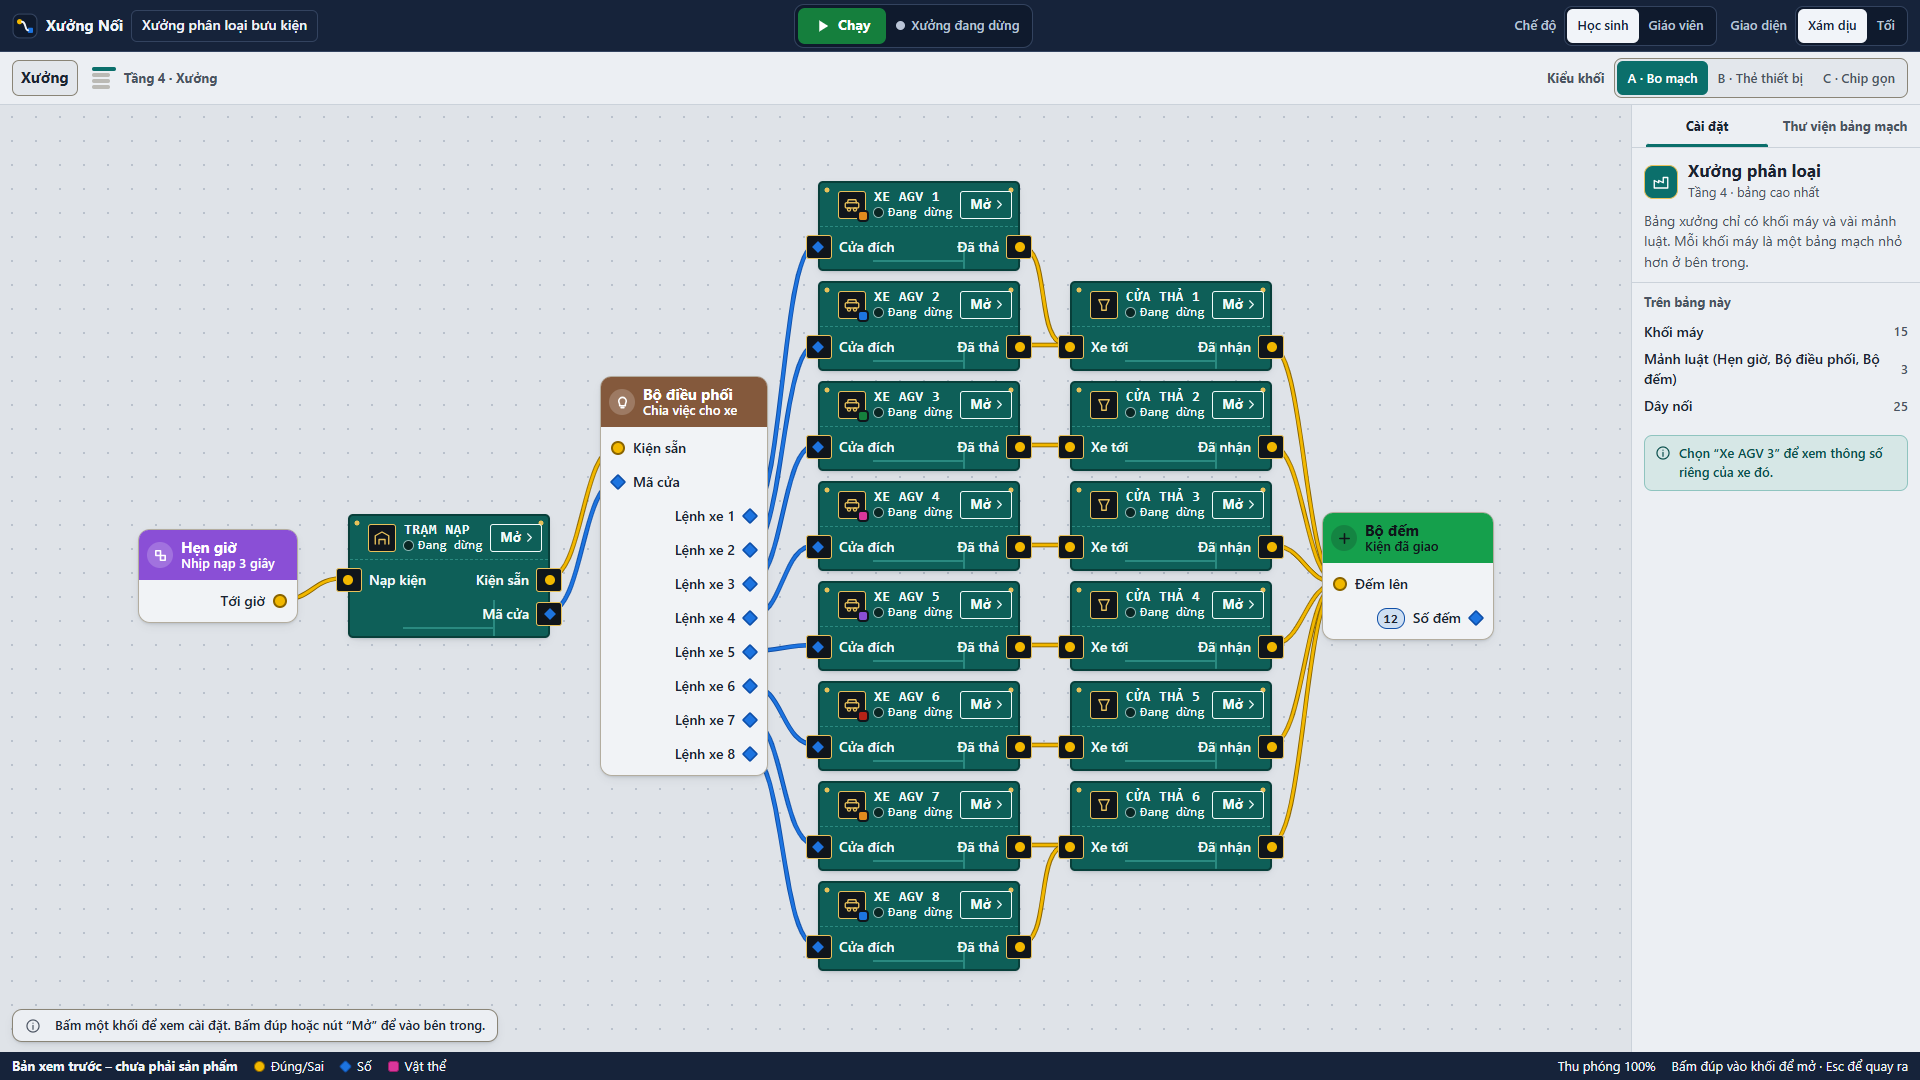 Xưởng Nối
Xưởng phân loại bưu kiện
Chạy
Xưởng đang dừng
Chế độ
Học sinh
Giáo viên
Giao diện
Xám dịu
Tối
Xưởng
Tầng 4 · Xưởng
Kiểu khối
A · Bo mạch
B · Thẻ thiết bị
C · Chip gọn
Hẹn giờ
Nhịp nạp 3 giây
Tới giờ
TRẠM NẠP
Đang dừng
Mở
Nạp kiện
Kiện sẵn
Mã cửa
Bộ điều phối
Chia việc cho xe
Kiện sẵn
Mã cửa
Lệnh xe 1
Lệnh xe 2
Lệnh xe 3
Lệnh xe 4
Lệnh xe 5
Lệnh xe 6
Lệnh xe 7
Lệnh xe 8
XE AGV 1
Đang dừng
Mở
Cửa đích
Đã thả
XE AGV 2
Đang dừng
Mở
Cửa đích
Đã thả
XE AGV 3
Đang dừng
Mở
Cửa đích
Đã thả
XE AGV 4
Đang dừng
Mở
Cửa đích
Đã thả
XE AGV 5
Đang dừng
Mở
Cửa đích
Đã thả
XE AGV 6
Đang dừng
Mở
Cửa đích
Đã thả
XE AGV 7
Đang dừng
Mở
Cửa đích
Đã thả
XE AGV 8
Đang dừng
Mở
Cửa đích
Đã thả
CỬA THẢ 1
Đang dừng
Mở
Xe tới
Đã nhận
CỬA THẢ 2
Đang dừng
Mở
Xe tới
Đã nhận
CỬA THẢ 3
Đang dừng
Mở
Xe tới
Đã nhận
CỬA THẢ 4
Đang dừng
Mở
Xe tới
Đã nhận
CỬA THẢ 5
Đang dừng
Mở
Xe tới
Đã nhận
CỬA THẢ 6
Đang dừng
Mở
Xe tới
Đã nhận
Bộ đếm
Kiện đã giao
Đếm lên
12 Số đếm
Cài đặt
Thư viện bảng mạch
Xưởng phân loại
Tầng 4 · bảng cao nhất
Bảng xưởng chỉ có khối máy và vài mảnh
luật. Mỗi khối máy là một bảng mạch nhỏ
hơn ở bên trong.
Trên bảng này
Khối máy 15
Mảnh luật (Hẹn giờ, Bộ điều phối, Bộ
đếm) 3
Dây nối 25
Chọn “Xe AGV 3” để xem thông số
riêng của xe đó.
Bấm một khối để xem cài đặt. Bấm đúp hoặc nút “Mở” để vào bên trong.
Bản xem trước – chưa phải sản phẩm
Đúng/Sai
Số
Vật thể
Thu phóng 100%
Bấm đúp vào khối để mở · Esc để quay ra